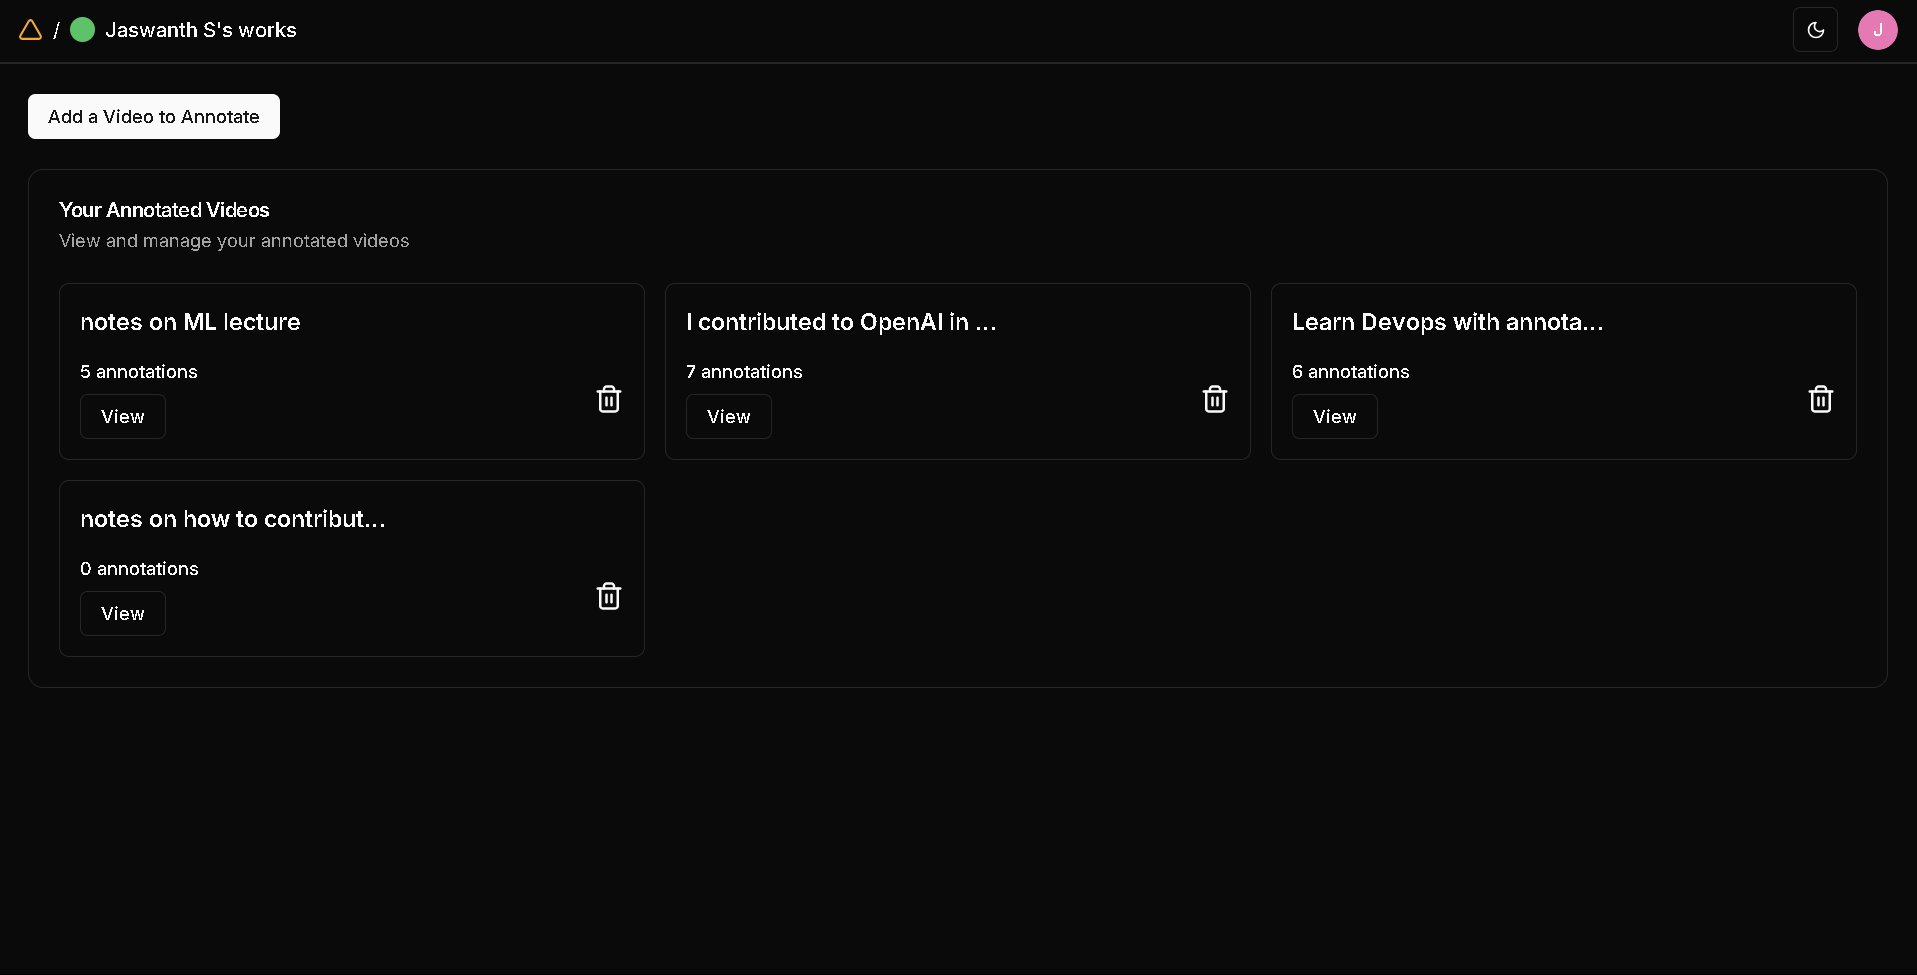 / Jaswanth S's works
J
Add a Video to Annotate
Your Annotated Videos
View and manage your annotated videos
notes on ML lecture
5 annotations
View
I contributed to OpenAI in ...
7 annotations
View
Learn Devops with annota...
6 annotations
View
notes on how to contribut...
0 annotations
View